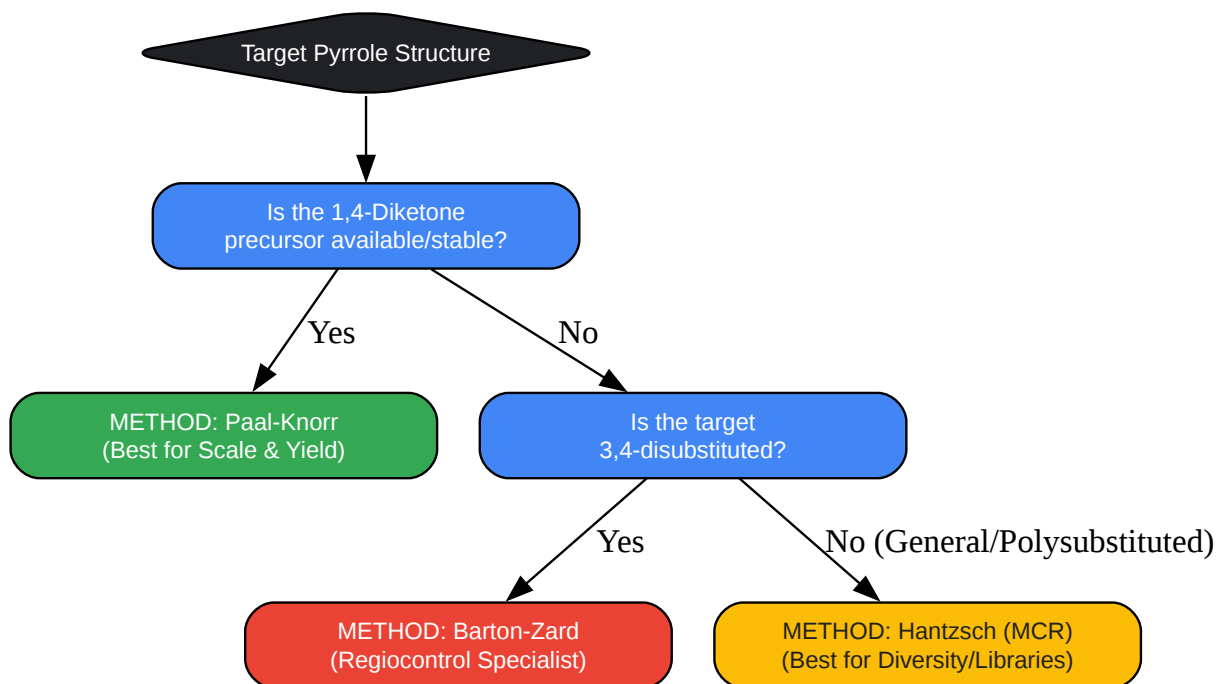 Target Pyrrole Structure
Is the 1,4-Diketone
precursor available/stable?
Yes
No
METHOD: Paal-Knorr
(Best for Scale & Yield)
Is the target
3,4-disubstituted?
Yes
No (General/Polysubstituted)
METHOD: Barton-Zard
(Regiocontrol Specialist)
METHOD: Hantzsch (MCR)
(Best for Diversity/Libraries)